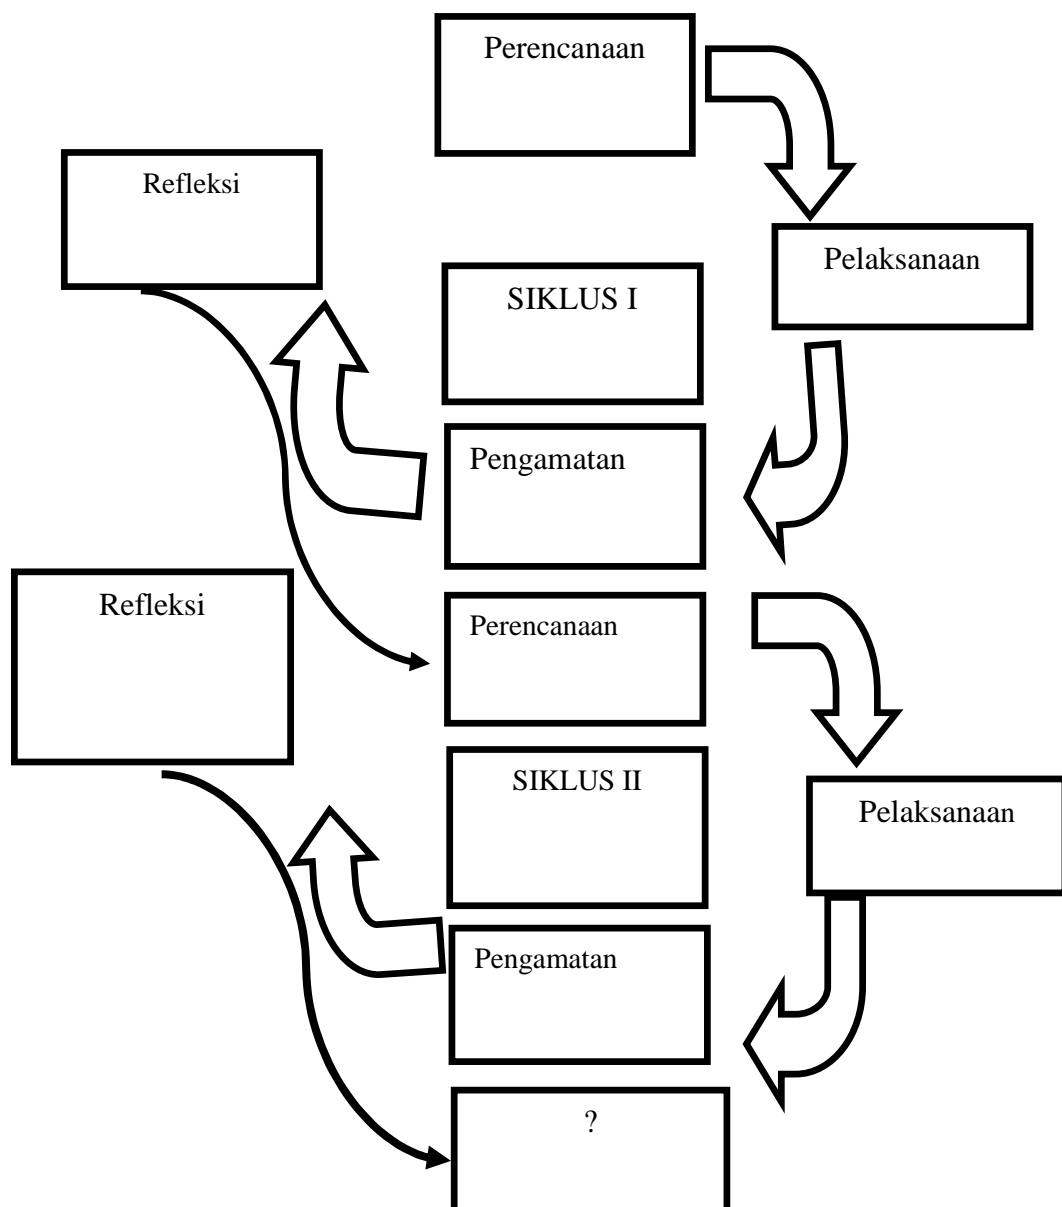 Perencanaan
Refleksi
Pelaksanaan
SIKLUS I
Pengamatan
Refleksi
Perencanaan
SIKLUS II
Pelaksanaan
Pengamatan
?